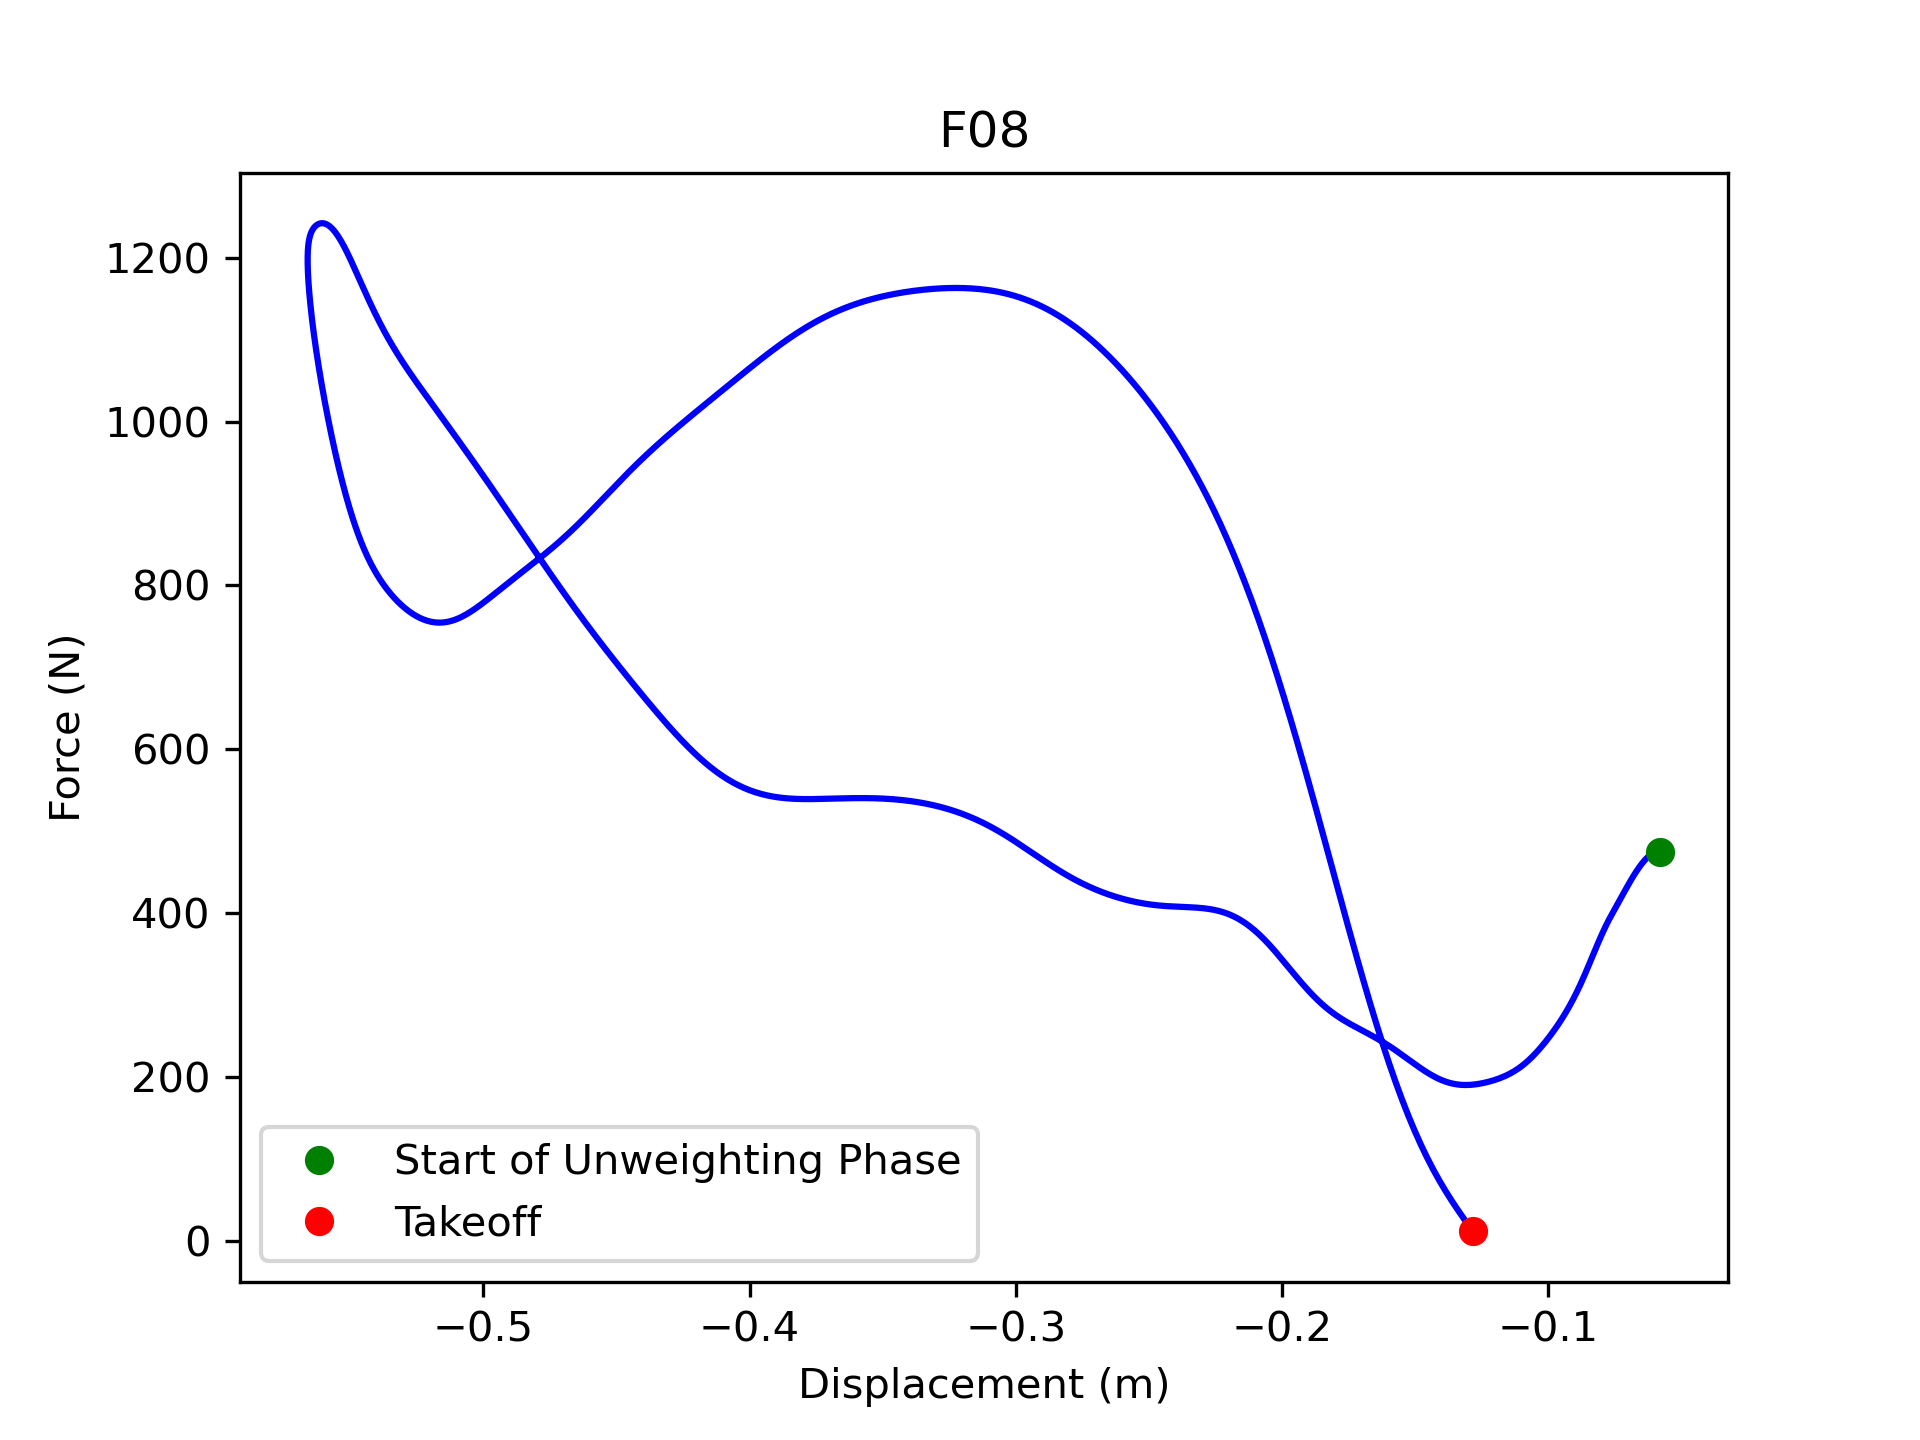 F08
1200
1000
800
600
400
200
0
Force (N)
Start of Unweighting Phase
Takeoff
−0.5
−0.4
−0.3
−0.2
−0.1
Displacement (m)